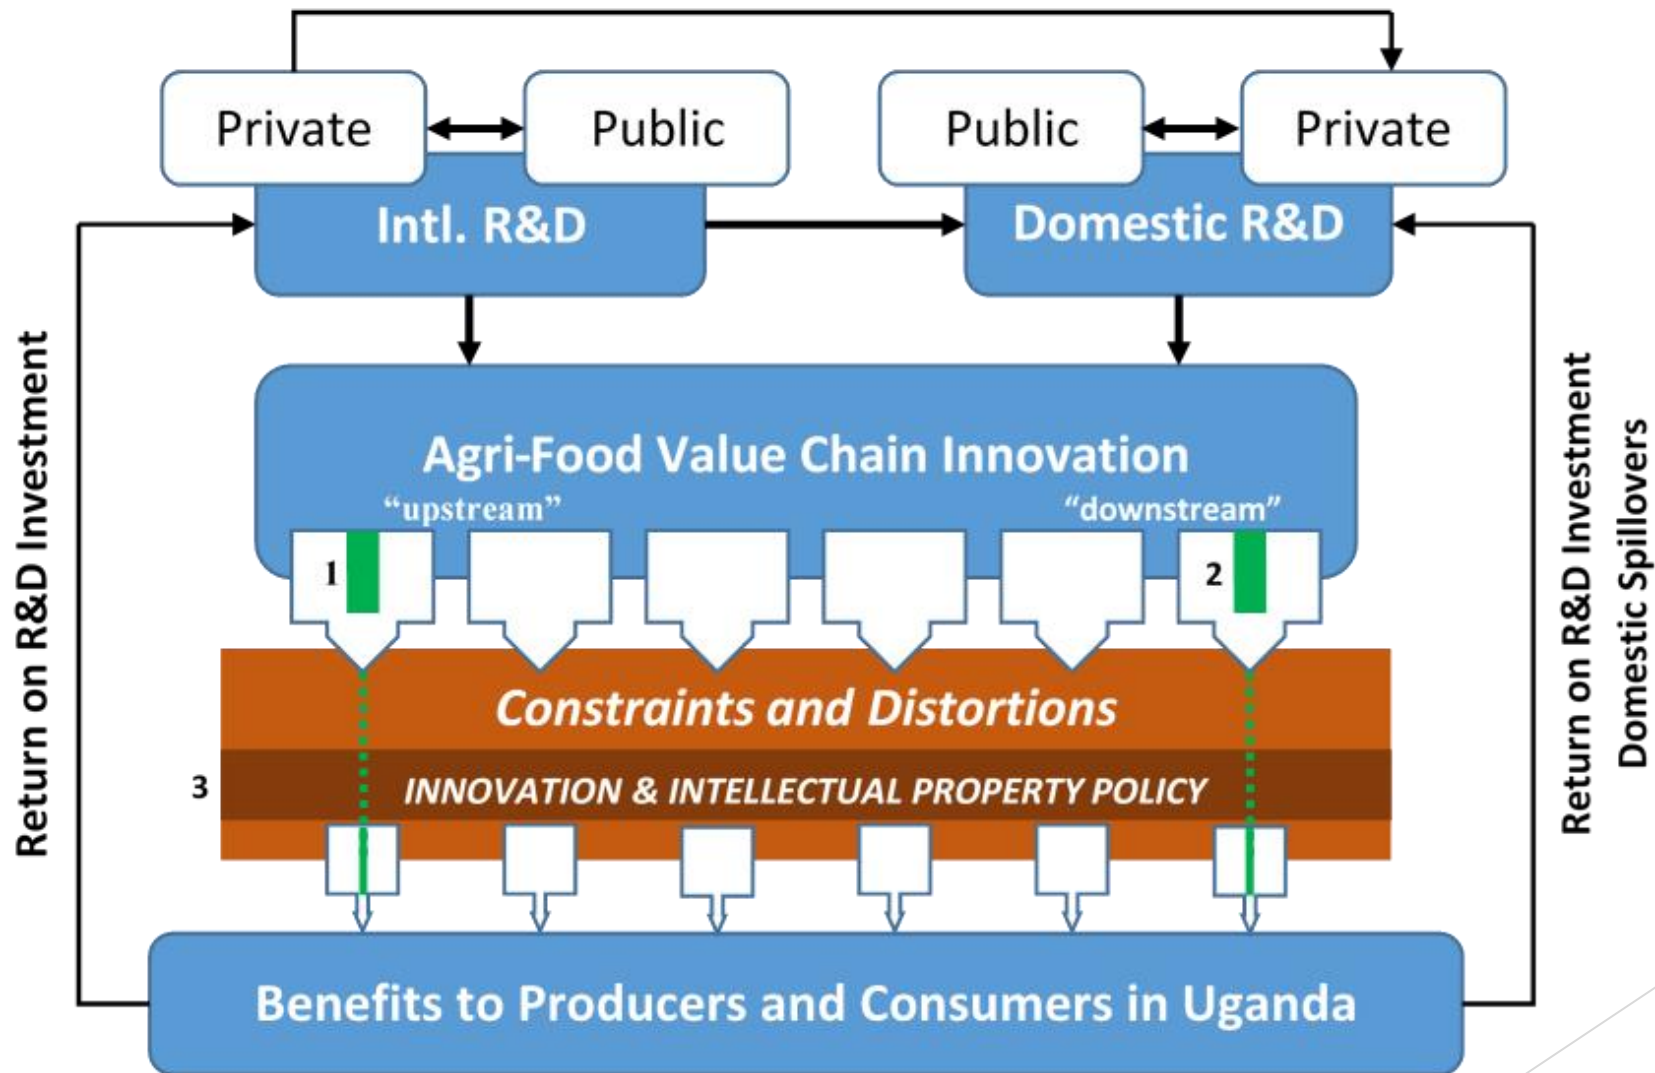 Private
Public
Public
Private
Intl. R&D
Domestic R&D
Agri-Food Value Chain Innovation
“upstream”
“downstream”
1
2
Constraints and Distortions
3
INNOVATION & INTELLECTUAL PROPERTY POLICY
Benefits to Producers and Consumers in Uganda
Return on R&D Investment
Return on R&D Investment
Domestic Spillovers